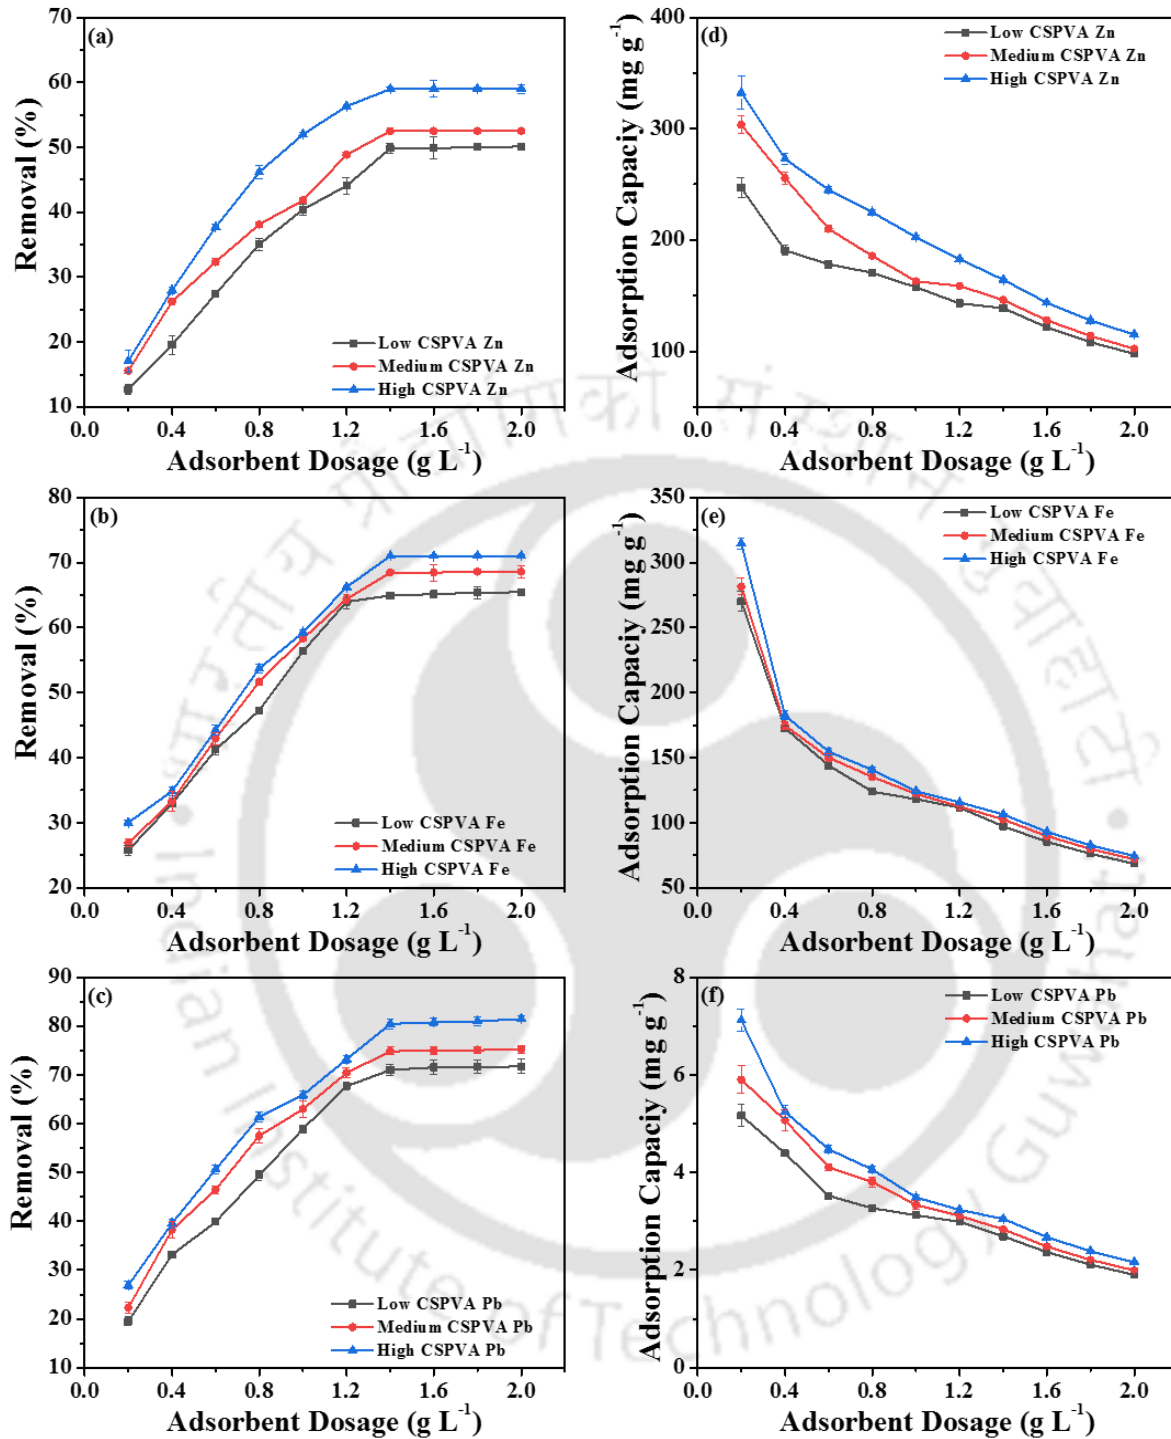 (a)
Removal (%)
70
60
50
40
30
20
10
Low CSPVA Zn
Medium CSPVA Zn
High CSPVA Zn
0.0 0.4 0.8 1.2 1.6 2.0
Adsorbent Dosage (g L⁻¹)
(d)
Adsorption Capaciy (mg g⁻¹)
400
300
200
100
Low CSPVA Zn
Medium CSPVA Zn
High CSPVA Zn
0.0 0.4 0.8 1.2 1.6 2.0
Adsorbent Dosage (g L⁻¹)
(b)
Removal (%)
80
70
60
50
40
30
20
Low CSPVA Fe
Medium CSPVA Fe
High CSPVA Fe
0.0 0.4 0.8 1.2 1.6 2.0
Adsorbent Dosage (g L⁻¹)
(e)
Adsorption Capaciy (mg g⁻¹)
350
300
250
200
150
100
50
Low CSPVA Fe
Medium CSPVA Fe
High CSPVA Fe
0.0 0.4 0.8 1.2 1.6 2.0
Adsorbent Dosage (g L⁻¹)
(c)
Removal (%)
90
80
70
60
50
40
30
20
10
Low CSPVA Pb
Medium CSPVA Pb
High CSPVA Pb
0.0 0.4 0.8 1.2 1.6 2.0
Adsorbent Dosage (g L⁻¹)
(f)
Adsorption Capaciy (mg g⁻¹)
8
6
4
2
0
Low CSPVA Pb
Medium CSPVA Pb
High CSPVA Pb
0.0 0.4 0.8 1.2 1.6 2.0
Adsorbent Dosage (g L⁻¹)
Indian Institute of Technology Guwahati